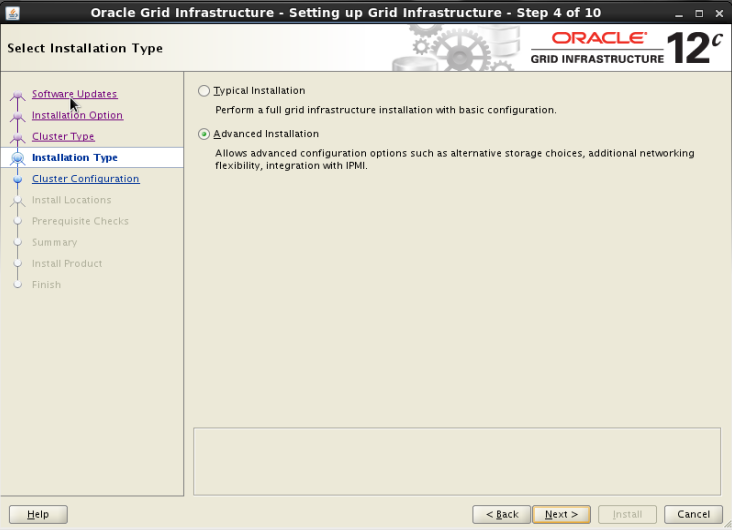 Oracle Grid Infrastructure - Setting up Grid Infrastructure - Step 4 of 10
Select Installation Type
ORACLE
GRID INFRASTRUCTURE
12c
Software Updates
Installation Option
Cluster Type
Installation Type
Cluster Configuration
Install Locations
Prerequisite Checks
Summary
Install Product
Finish
Typical Installation
Perform a full grid infrastructure installation with basic configuration.
Advanced Installation
Allows advanced configuration options such as alternative storage choices, additional networking
flexibility, integration with IPMI.
Help
< Back
Next >
Install
Cancel